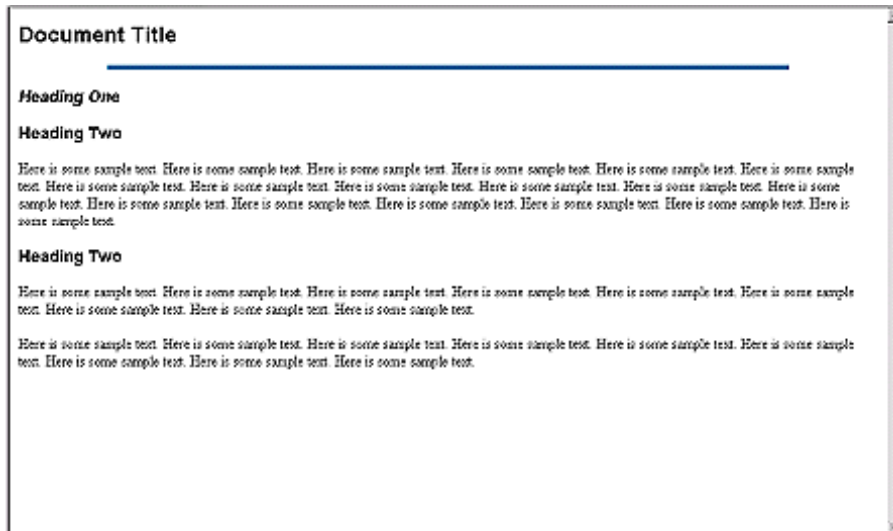 Document Title
Heading One
Heading Two
Here is some sample text. Here is some sample text. Here is some sample text. Here is some sample text. Here is some sample text. Here is some sample
text. Here is some sample text. Here is some sample text. Here is some sample text. Here is some sample text. Here is some sample text. Here is some
sample text. Here is some sample text. Here is some sample text. Here is some sample text. Here is some sample text. Here is some sample text. Here is
some sample text.
Heading Two
Here is some sample text. Here is some sample text. Here is some sample text. Here is some sample text. Here is some sample text. Here is some sample
text. Here is some sample text. Here is some sample text. Here is some sample text.
Here is some sample text. Here is some sample text. Here is some sample text. Here is some sample text. Here is some sample text. Here is some sample
text. Here is some sample text. Here is some sample text. Here is some sample text.